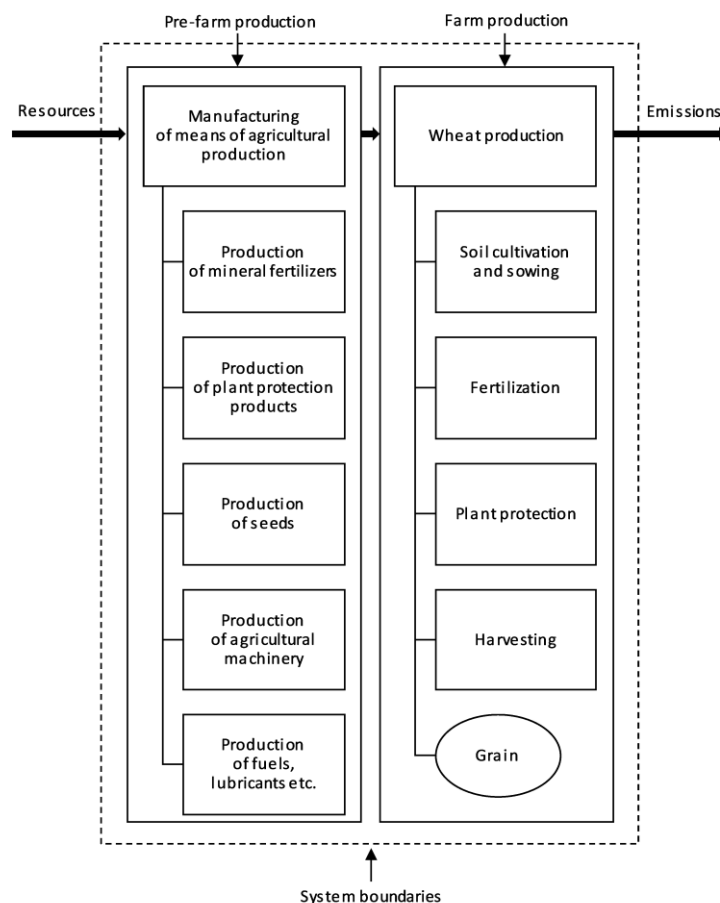 Pre-farm production
Farm production
Resources
Emissions
Manufacturing
of means of agricultural
production
Wheat production
Production
of mineral fertilizers
Soil cultivation
and sowing
Production
of plant protection
products
Fertilization
Production
of seeds
Plant protection
Production
of agricultural
machinery
Harvesting
Production
of fuels,
lubricants etc.
Grain
System boundaries